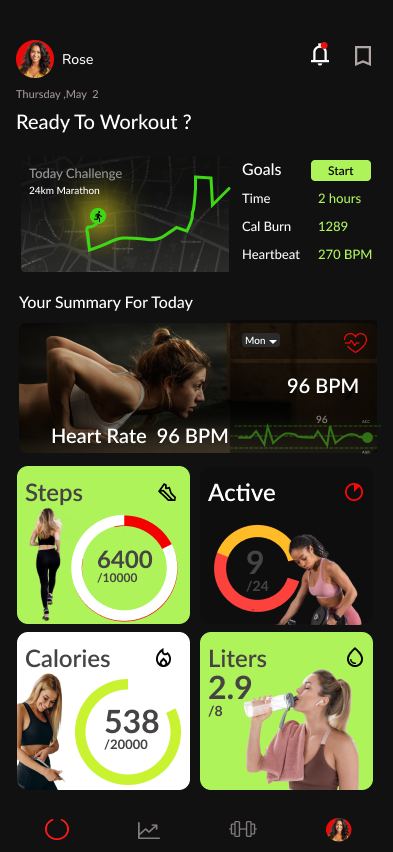 Rose
Thursday ,May 2
Ready To Workout ?
Today Challenge
24km Marathon
Goals
Start
Time
2 hours
Cal Burn
1289
Heartbeat
270 BPM
Your Summary For Today
Mon
96 BPM
96
Heart Rate 96 BPM
Steps
6400
/10000
Active
9
/24
Calories
538
/20000
Liters
2.9
/8